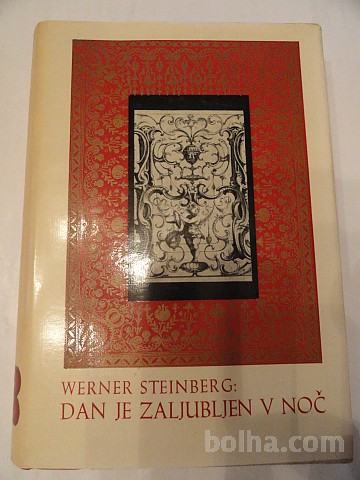 WERNER STEINBERG:
DAN JE ZALJUBLJEN V NOČ
bolha.com